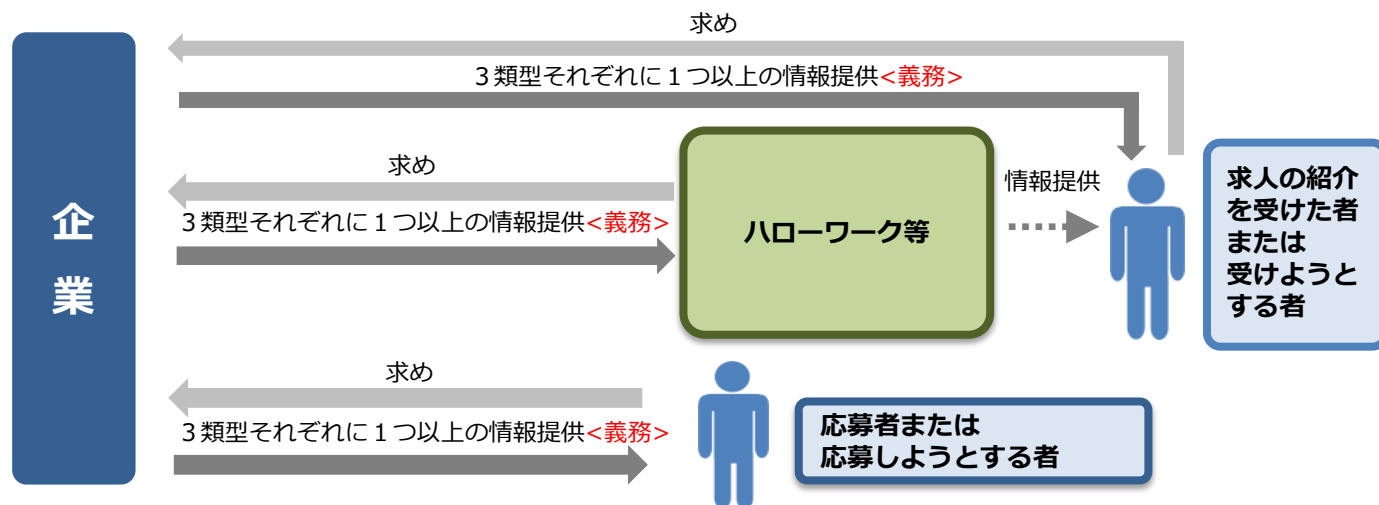 求め
３類型それぞれに１つ以上の情報提供<義務>
企
業
求め
３類型それぞれに１つ以上の情報提供<義務>
ハローワーク等
情報提供
求人の紹介
を受けた者
または
受けようと
する者
求め
３類型それぞれに１つ以上の情報提供<義務>
応募者または
応募しようとする者